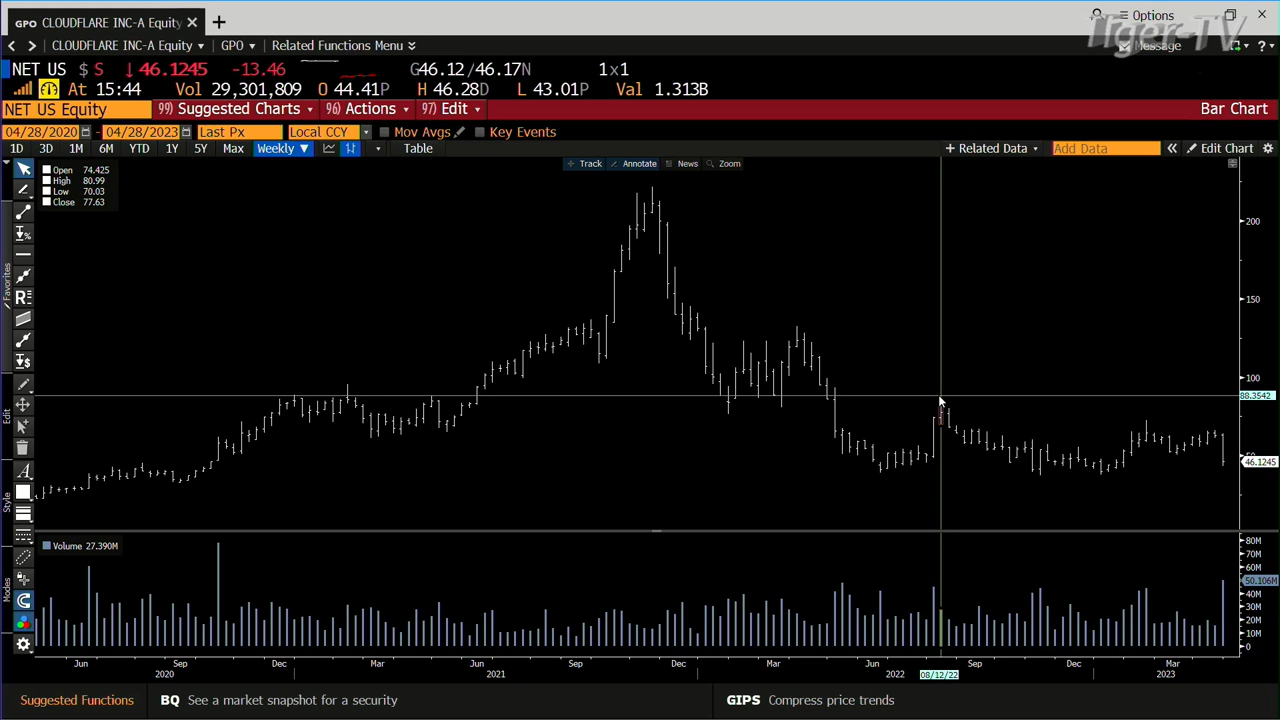 GPO CLOUDFLARE INC-A Equity
Options
Tiger-TV
CLOUDFLARE INC-A Equity GPO Related Functions Menu
Message
NET US $ S ↓46.1245 -13.46 G46.12/46.17N 1x1
At 15:44 Vol 29,301,809 O 44.41P H 46.28D L 43.01P Val 1.313B
NET US Equity 99) Suggested Charts 96) Actions 97) Edit Bar Chart
04/28/2020 - 04/28/2023 Last Px Local CCY Mov Avgs Key Events
1D 3D 1M 6M YTD 1Y 5Y Max Weekly ▼ Table + Related Data Add Data « Edit Chart
Track Annotate News Zoom
Open 74.425
High 80.99
Low 70.03
Close 77.63
200
150
100
88.3542
46.1245
Favorites
Edit
Style
Modes
Volume 27.390M
80M
70M
60M
50.106M
40M
30M
20M
10M
0
Jun Sep Dec Mar Jun Sep Dec Mar Jun Sep Dec Mar
2020 2021 2022 08/12/22 2023
Suggested Functions BQ See a market snapshot for a security GIPS Compress price trends